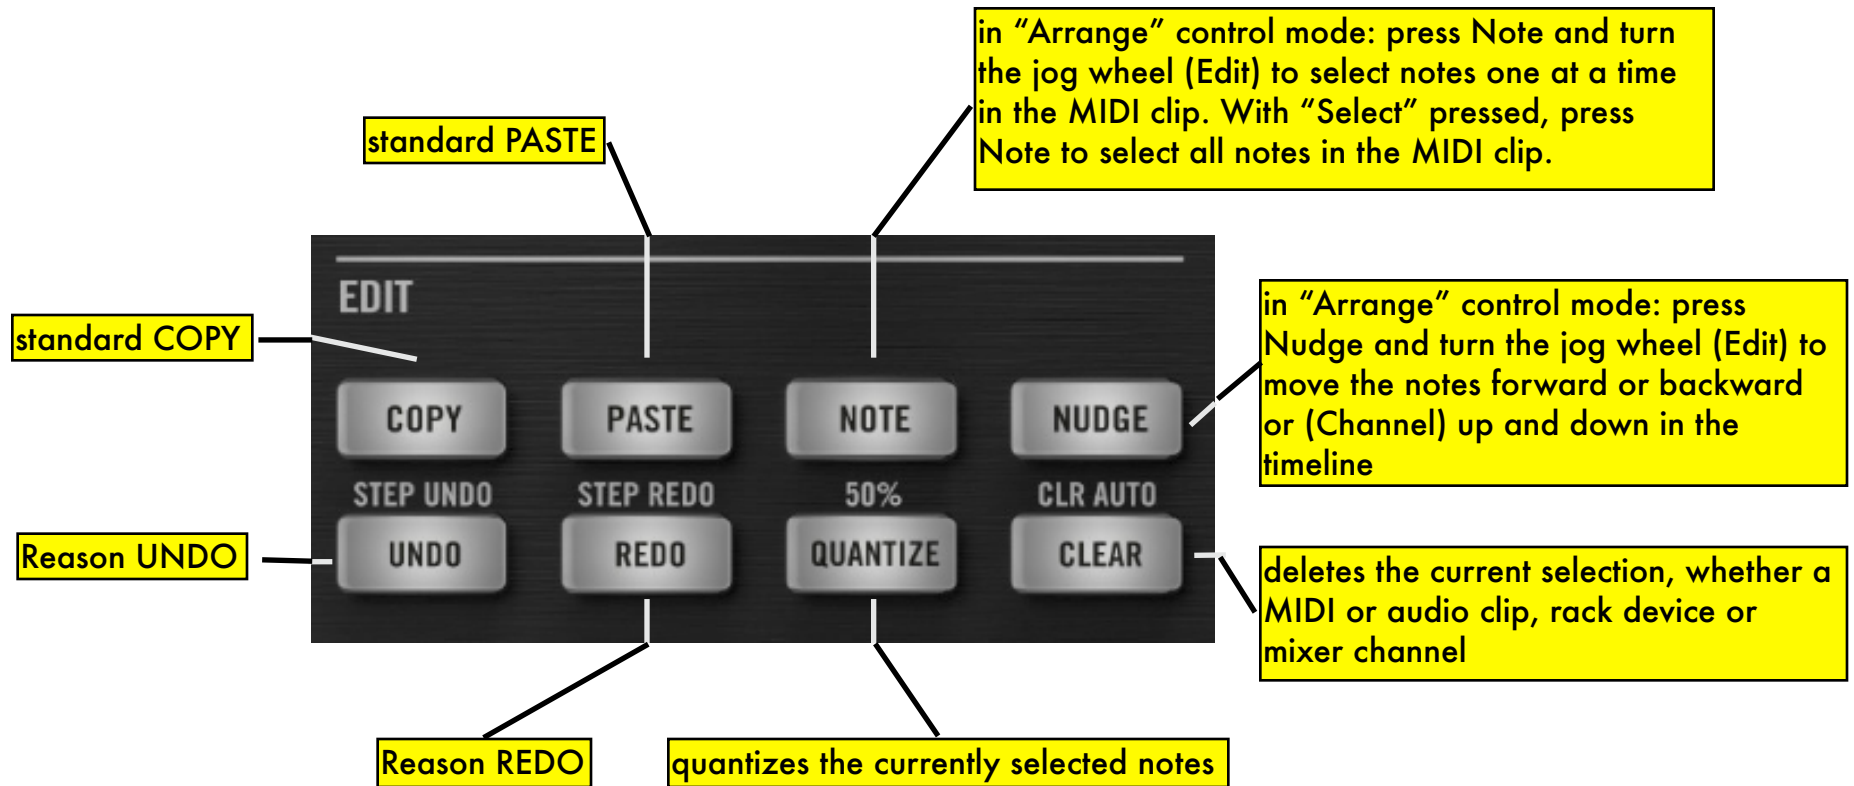 in “Arrange” control mode: press Note and turn
the jog wheel (Edit) to select notes one at a time
in the MIDI clip. With “Select” pressed, press
Note to select all notes in the MIDI clip.
standard PASTE
EDIT
in “Arrange” control mode: press
Nudge and turn the jog wheel (Edit) to
move the notes forward or backward
or (Channel) up and down in the
timeline
standard COPY
COPY
PASTE
NOTE
NUDGE
STEP UNDO
STEP REDO
50%
CLR AUTO
Reason UNDO
UNDO
REDO
QUANTIZE
CLEAR
deletes the current selection, whether a
MIDI or audio clip, rack device or
mixer channel
Reason REDO
quantizes the currently selected notes